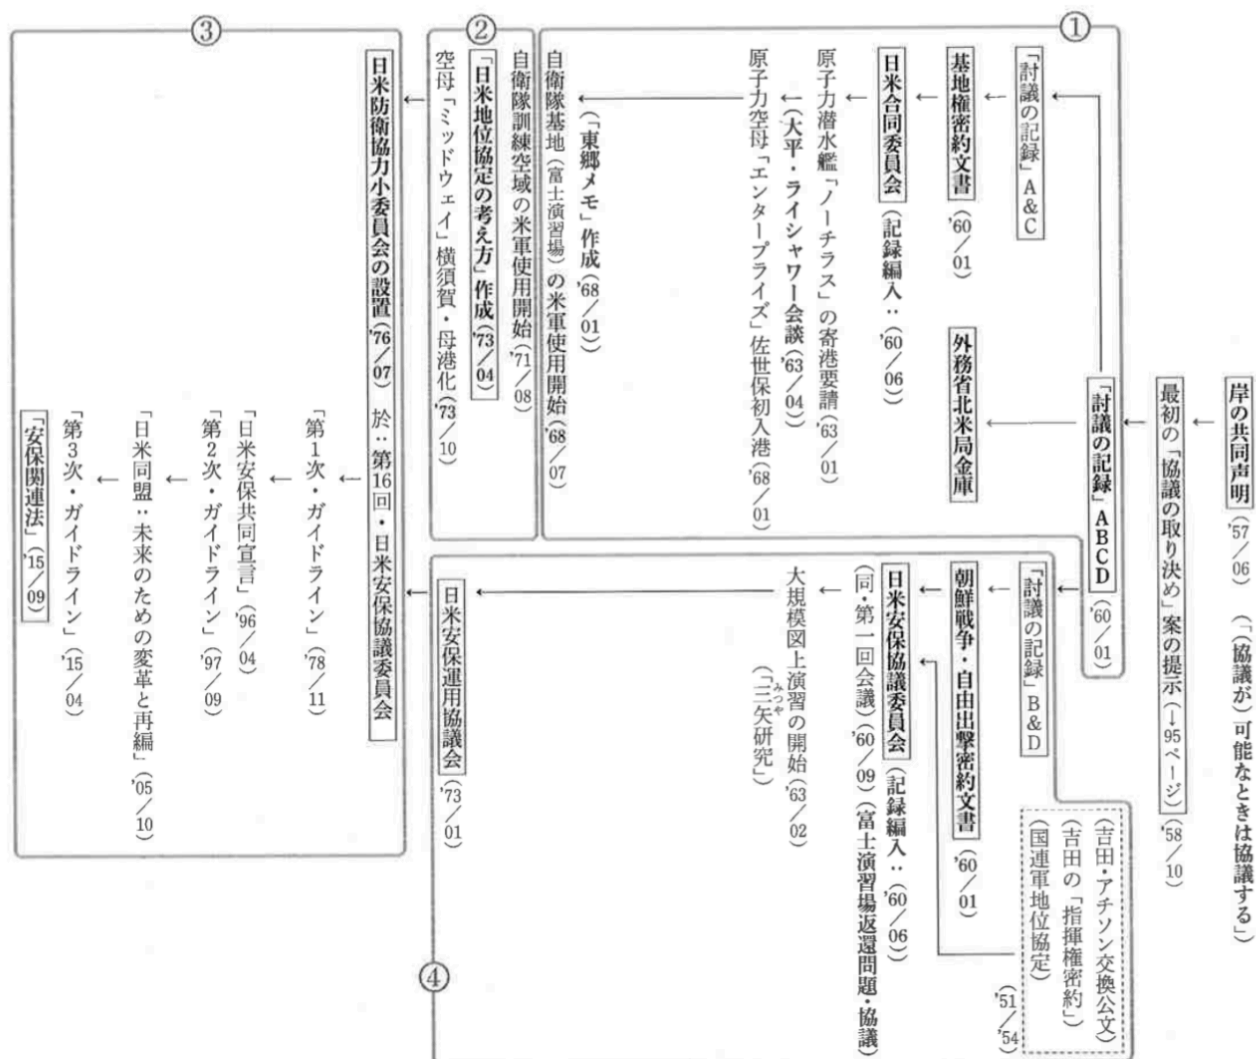 岸の共同声明(’57/06) (「(協議が)可能なときは協議する」)
最初の「協議の取り決め」案の提示(→95ページ)(’58/10)
「討議の記録」ABCD(’60/01)
①
「討議の記録」A&C
基地権密約文書(’60/01)
外務省北米局金庫
日米合同委員会(記録編入:’60/06)
原子力潜水艦「ノーチラス」の寄港要請(’63/01)
(大平・ライシャワー会談(’63/04)
原子力空母「エンタープライズ」佐世保初入港(’68/01)
(「東郷メモ」作成(’68/01))
自衛隊基地(富士演習場)の米軍使用開始(’68/07)
自衛隊訓練空域の米軍使用開始(’71/08)
②
「日米地位協定の考え方」作成(’73/04)
空母「ミッドウェイ」横須賀・母港化(’73/10)
(吉田・アチソン交換公文)
(吉田の「指揮権密約」)
(国連軍地位協定)
(’51/’54)
「討議の記録」B&D
朝鮮戦争・自由出撃密約文書(’60/01)
日米安保協議委員会(記録編入:(’60/06)
(同・第一回会議)(’60/09)(富士演習場返還問題・協議)
大規模図上演習の開始(’63/02)
(「三矢研究」)
みつや
日米安保運用協議会(’73/01)
④
③
日米防衛協力小委員会の設置(’76/07) 於:第16回・日米安保協議委員会
「第1次・ガイドライン」(’78/11)
「日米安保共同宣言」(’96/04)
「第2次・ガイドライン」(’97/09)
「日米同盟:未来のための変革と再編」(’05/10)
「第3次・ガイドライン」(’15/04)
「安保関連法」(’15/09)